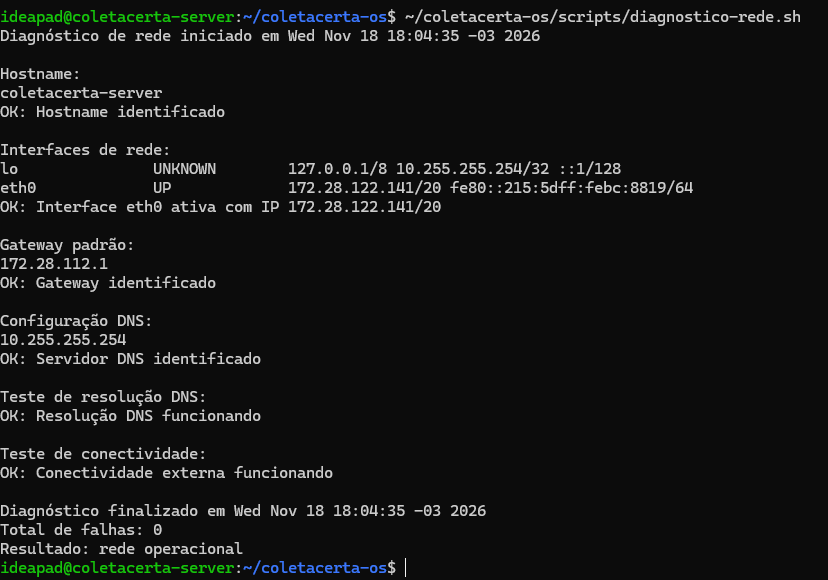 ideapad@coletacerta-server:~/coletacerta-os$ ~/coletacerta-os/scripts/diagnostico-rede.sh
Diagnóstico de rede iniciado em Wed Nov 18 18:04:35 -03 2026
Hostname:
coletacerta-server
OK: Hostname identificado
Interfaces de rede:
lo               UNKNOWN        127.0.0.1/8 10.255.255.254/32 ::1/128
eth0             UP             172.28.122.141/20 fe80::215:5dff:febc:8819/64
OK: Interface eth0 ativa com IP 172.28.122.141/20
Gateway padrão:
172.28.112.1
OK: Gateway identificado
Configuração DNS:
10.255.255.254
OK: Servidor DNS identificado
Teste de resolução DNS:
OK: Resolução DNS funcionando
Teste de conectividade:
OK: Conectividade externa funcionando
Diagnóstico finalizado em Wed Nov 18 18:04:35 -03 2026
Total de falhas: 0
Resultado: rede operacional
ideapad@coletacerta-server:~/coletacerta-os$